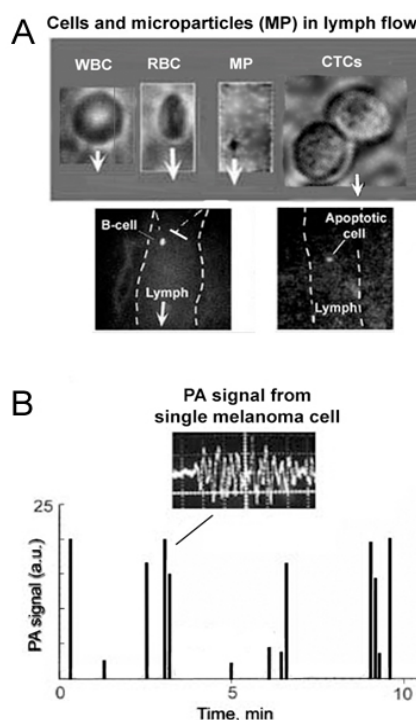 A
Cells and microparticles (MP) in lymph flow
WBC RBC MP CTCs
B-cell
Lymph
Apoptotic
cell
Lymph
B
PA signal from
single melanoma cell
25
PA signal (a.u.)
0 5 10
Time, min